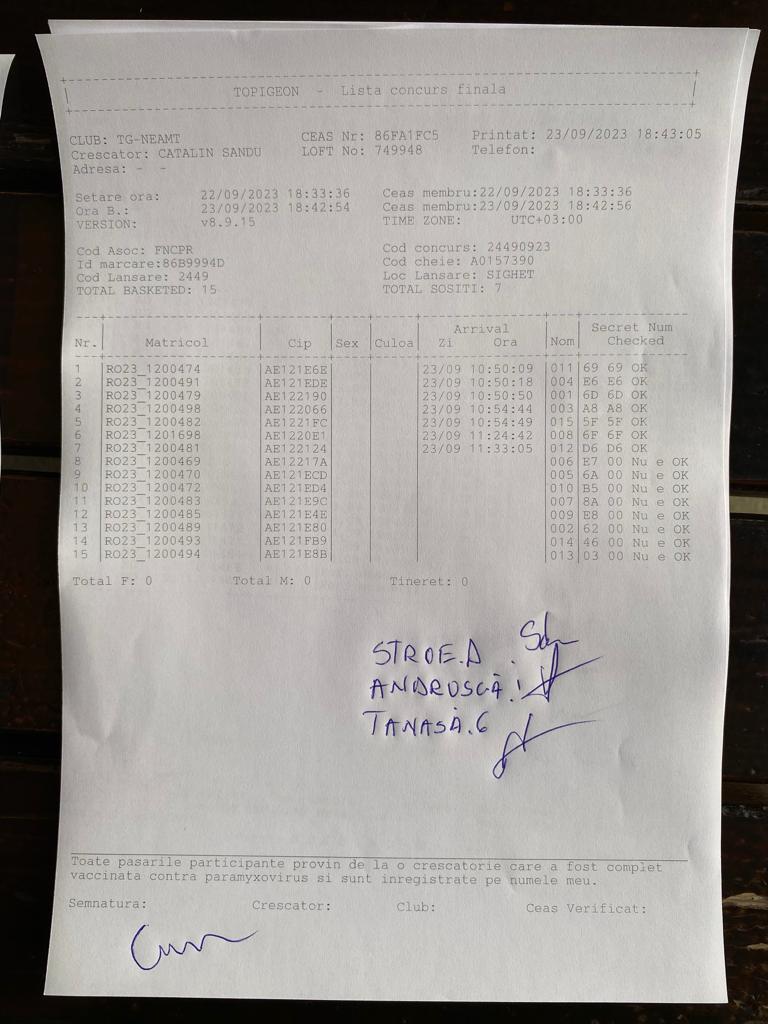 TOPIGEON - Lista concurs finala
CLUB: TG-NEAMT CEAS Nr: 86FA1FC5 Printat: 23/09/2023 18:43:05
Crescator: CATALIN SANDU LOFT No: 749948 Telefon:
Adresa: - -
Setare ora: 22/09/2023 18:33:36 Ceas membru:22/09/2023 18:33:36
Ora B.: 23/09/2023 18:42:54 Ceas membru:23/09/2023 18:42:56
VERSION: v8.9.15 TIME ZONE: UTC+03:00
Cod Asoc: FNCPR Cod concurs: 24490923
Id marcare:86B9994D Cod cheie: A0157390
Cod Lansare: 2449 Loc Lansare: SIGHET
TOTAL BASKETED: 15 TOTAL SOSITI: 7
Arrival Secret Num
Nr. Matricol Cip Sex Culoa Zi Ora Nom Checked
1 RO23_1200474 AE121E6E 23/09 10:50:09 011 69 69 OK
2 RO23_1200491 AE121EDE 23/09 10:50:18 004 E6 E6 OK
3 RO23_1200479 AE122190 23/09 10:50:50 001 6D 6D OK
4 RO23_1200498 AE122066 23/09 10:54:44 003 A8 A8 OK
5 RO23_1200482 AE1221FC 23/09 10:54:49 015 5F 5F OK
6 RO23_1201698 AE1220E1 23/09 11:24:42 008 6F 6F OK
7 RO23_1200481 AE122124 23/09 11:33:05 012 D6 D6 OK
8 RO23_1200469 AE12217A 006 E7 00 Nu e OK
9 RO23_1200470 AE121ECD 005 6A 00 Nu e OK
10 RO23_1200472 AE121ED4 010 B5 00 Nu e OK
11 RO23_1200483 AE121E9C 007 8A 00 Nu e OK
12 RO23_1200485 AE121E4E 009 E8 00 Nu e OK
13 RO23_1200489 AE121E80 002 62 00 Nu e OK
14 RO23_1200493 AE121FB9 014 46 00 Nu e OK
15 RO23_1200494 AE121E8B 013 03 00 Nu e OK
Total F: 0 Total M: 0 Tineret: 0
STROE.D
ANDROSCĂ.
TANASĂ.G
Toate pasarile participante provin de la o crescatorie care a fost complet
vaccinata contra paramyxovirus si sunt inregistrate pe numele meu.
Semnatura: Crescator: Club: Ceas Verificat: